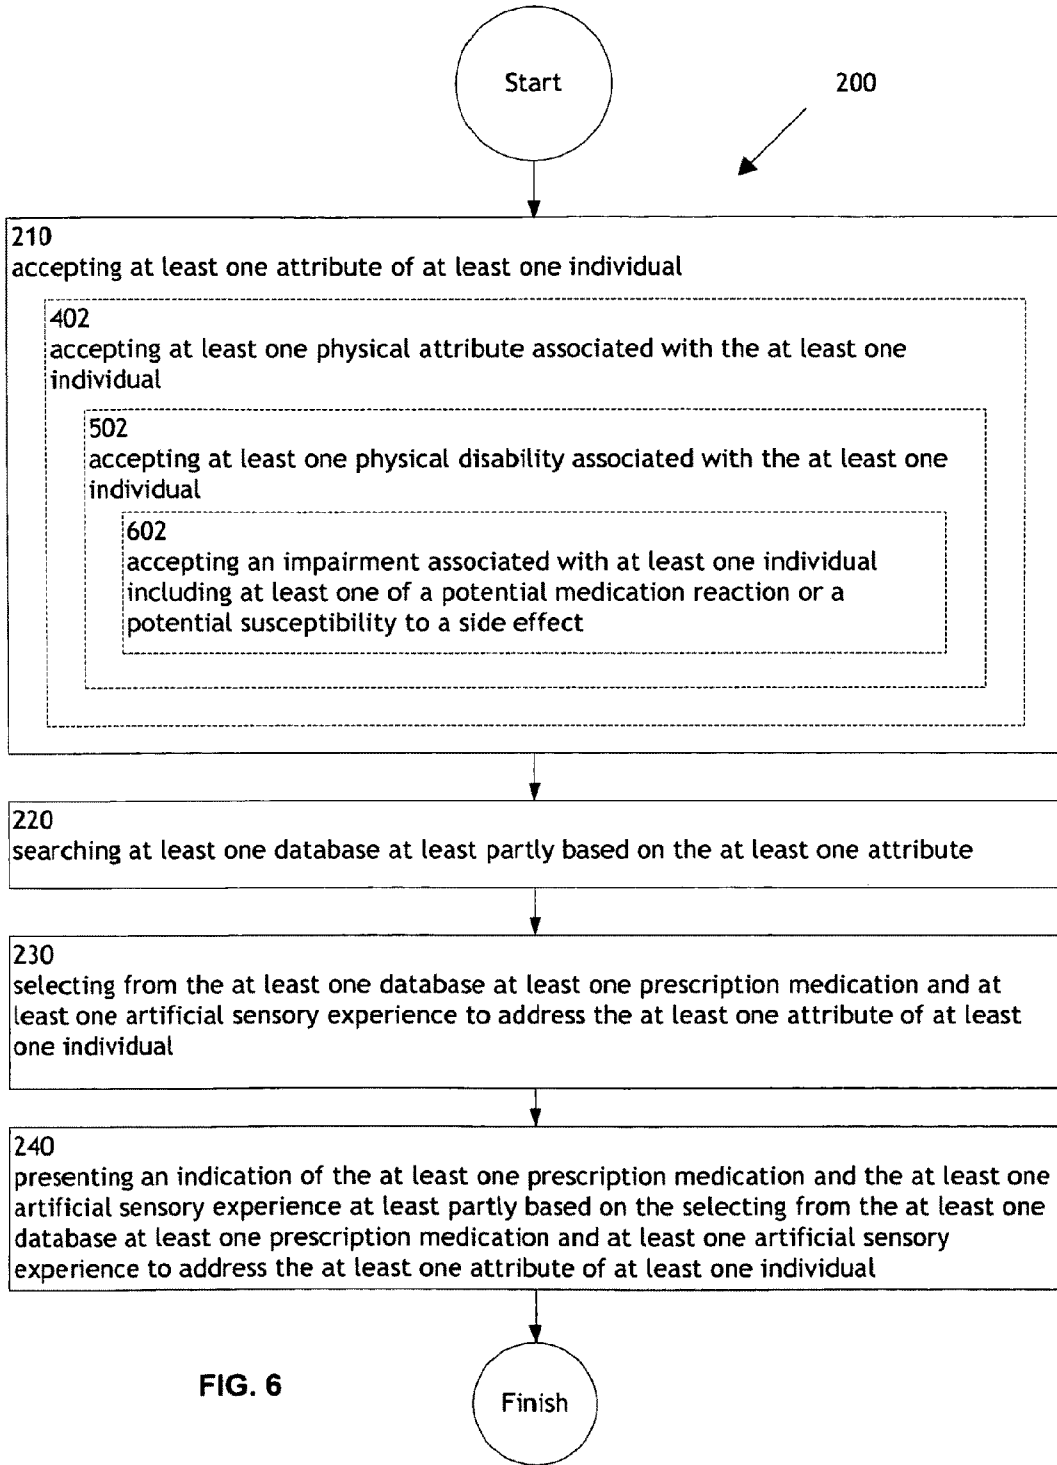 Start
200
210
accepting at least one attribute of at least one individual
402
accepting at least one physical attribute associated with the at least one
individual
502
accepting at least one physical disability associated with the at least one
individual
602
accepting an impairment associated with at least one individual
including at least one of a potential medication reaction or a
potential susceptibility to a side effect
220
searching at least one database at least partly based on the at least one attribute
230
selecting from the at least one database at least one prescription medication and at
least one artificial sensory experience to address the at least one attribute of at least
one individual
240
presenting an indication of the at least one prescription medication and the at least one
artificial sensory experience at least partly based on the selecting from the at least one
database at least one prescription medication and at least one artificial sensory
experience to address the at least one attribute of at least one individual
FIG. 6
Finish